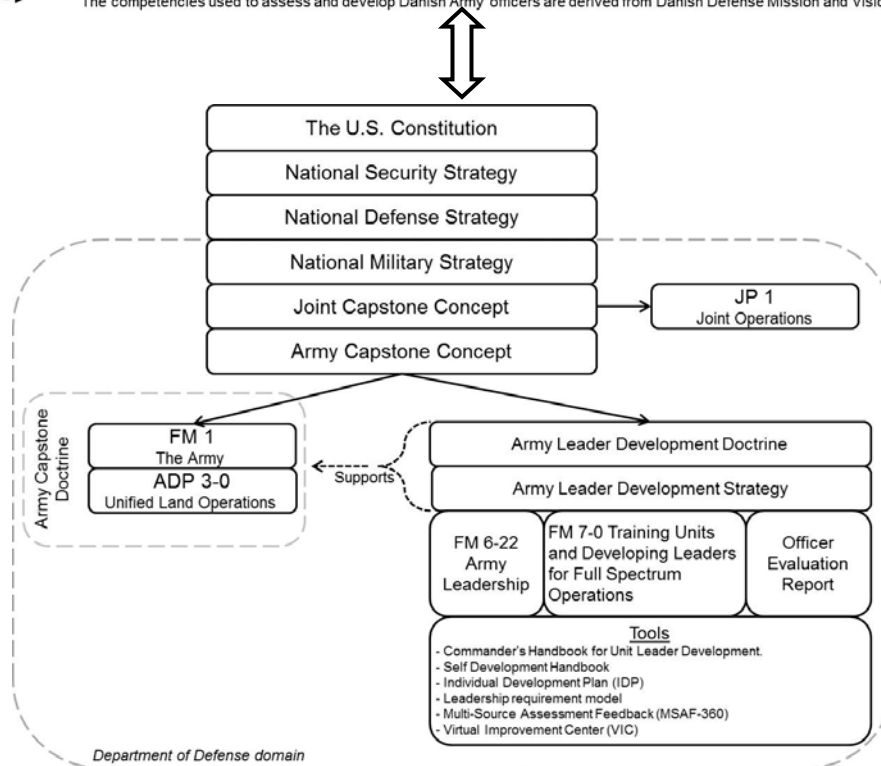 The competencies used to assess and develop Danish Army officers are derived from Danish Defense Mission and Visio
The U.S. Constitution
National Security Strategy
National Defense Strategy
National Military Strategy
Joint Capstone Concept
JP 1
Joint Operations
Army Capstone Concept
Army Capstone
Doctrine
FM 1
The Army
ADP 3-0
Unified Land Operations
Supports
Army Leader Development Doctrine
Army Leader Development Strategy
FM 6-22
Army
Leadership
FM 7-0 Training Units
and Developing Leaders
for Full Spectrum
Operations
Officer
Evaluation
Report
Tools
- Commander's Handbook for Unit Leader Development.
- Self Development Handbook
- Individual Development Plan (IDP)
- Leadership requirement model
- Multi-Source Assessment Feedback (MSAF-360)
- Virtual Improvement Center (VIC)
Department of Defense domain